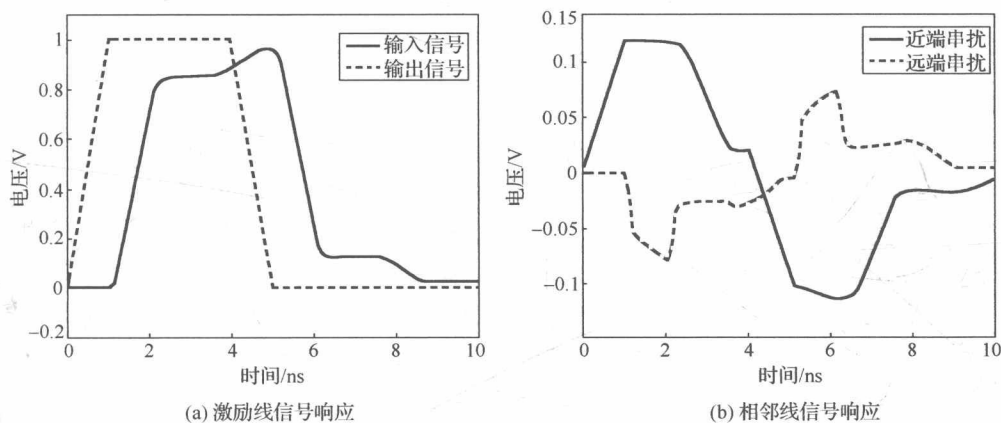 1
0.8
0.6
0.4
0.2
0
−0.2
电压/V
输入信号
输出信号
0 2 4 6 8 10
时间/ns
(a) 激励线信号响应
0.15
0.10
0.05
0
−0.05
−0.1
电压/V
近端串扰
远端串扰
0 2 4 6 8 10
时间/ns
(b) 相邻线信号响应